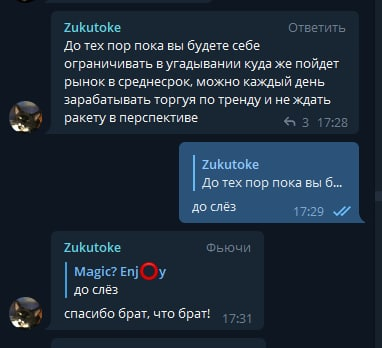 Zukutoke Ответить
До тех пор пока вы будете себе
ограничивать в угадывании куда же пойдет
рынок в среднесрок, можно каждый день
зарабатывать торгуя по тренду и не ждать
ракету в перспективе
3 17:28
Zukutoke
До тех пор пока вы б...
до слёз
17:29
Zukutoke Фьючи
Magic? Enj⭕y
до слёз
спасибо брат, что брат!
17:31